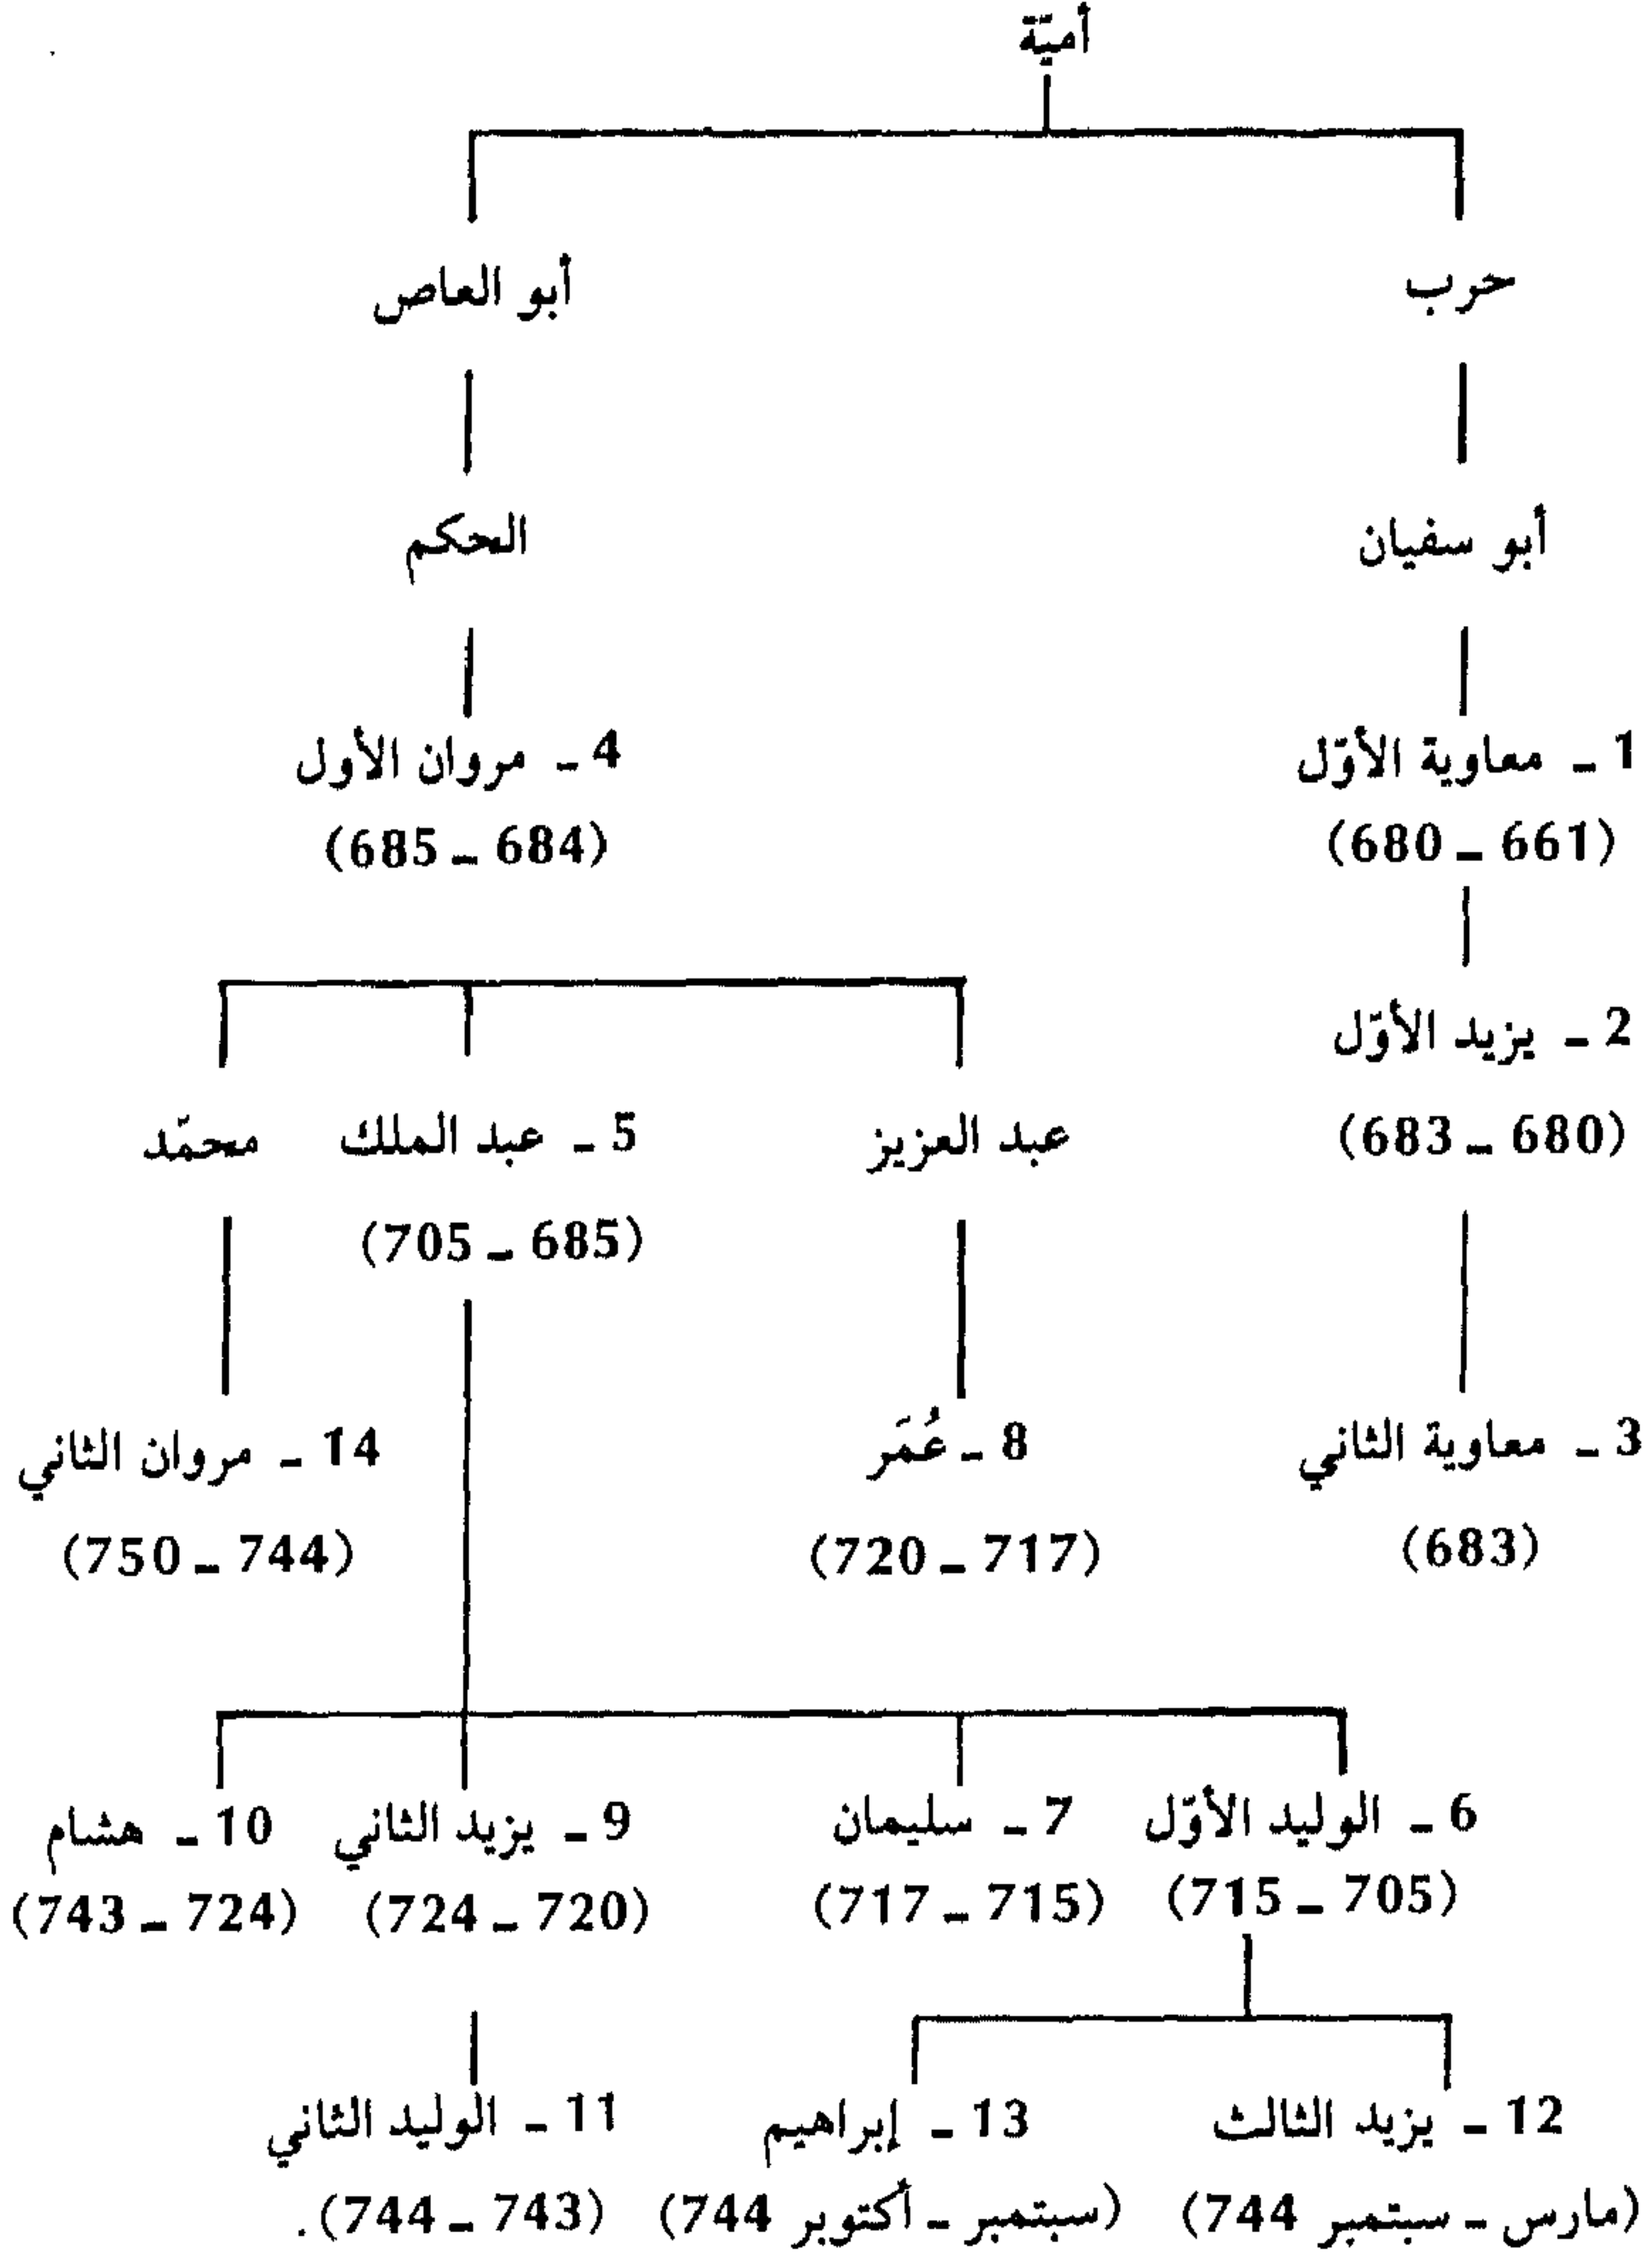 أميّة
حرب
أبو العاص
أبو سفيان
الحكم
1 ـ معاوية الأوّل
(661 ـ 680)
4 ـ مروان الأول
(684 ـ 685)
2 ـ يزيد الأوّل
(680 ـ 683)
عبد العزيز
5 ـ عبد الملك
(685 ـ 705)
محمّد
3 ـ معاوية الثاني
(683)
8 ـ عُمَر
(717 ـ 720)
14 ـ مروان الثاني
(744 ـ 750)
6 ـ الوليد الأوّل
(705 ـ 715)
7 ـ سليمان
(715 ـ 717)
9 ـ يزيد الثاني
(720 ـ 724)
10 ـ هشام
(724 ـ 743)
12 ـ يزيد الثالث
(مارس ـ سبتمبر 744)
13 ـ إبراهيم
(سبتمبر ـ أكتوبر 744)
11 ـ الوليد الثاني
(743 ـ 744).